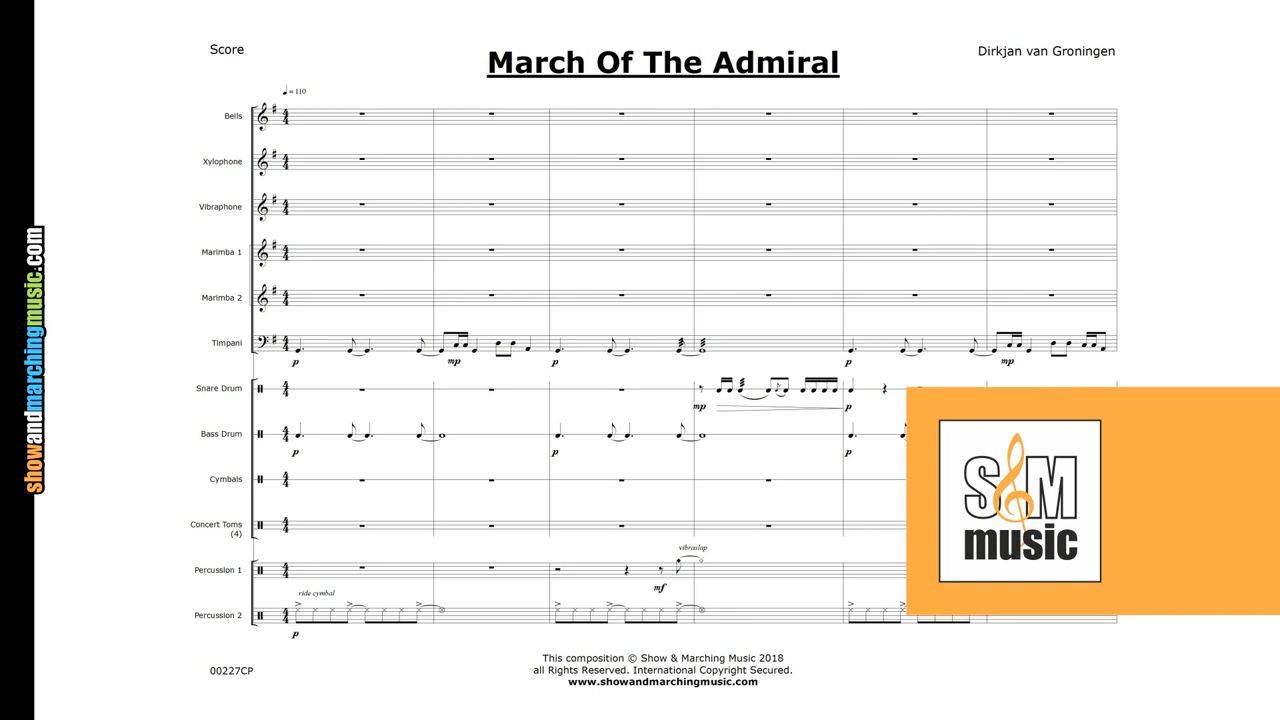 Score
March Of The Admiral
Dirkjan van Groningen
♩=110
Bells
Xylophone
Vibraphone
Marimba 1
Marimba 2
Timpani
p
mp
p
p
mp
Snare Drum
mp
p
Bass Drum
p
p
p
Cymbals
Concert Toms
(4)
vibraslap
Percussion 1
mf
ride cymbal
Percussion 2
p
S&M
music
showandmarchingmusic.com
00227CP
This composition © Show & Marching Music 2018
all Rights Reserved. International Copyright Secured.
www.showandmarchingmusic.com